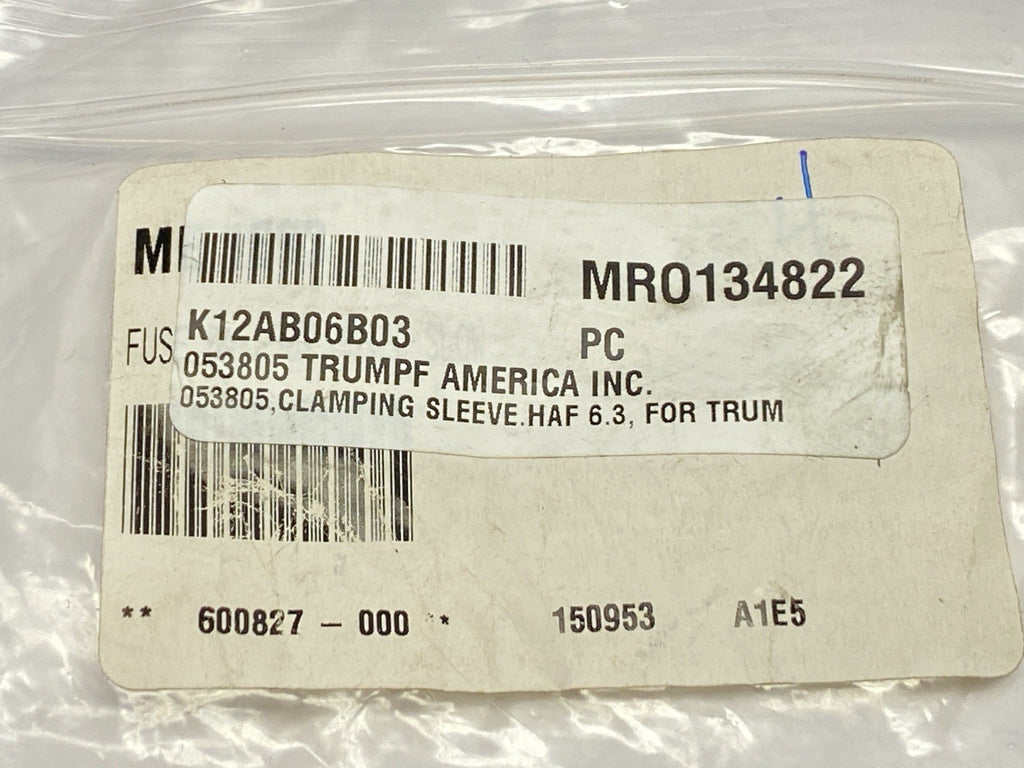 MRO134822
K12AB06B03 PC
053805 TRUMPF AMERICA INC.
053805,CLAMPING SLEEVE.HAF 6.3, FOR TRUM
** 600827 - 000 * 150953 A1E5